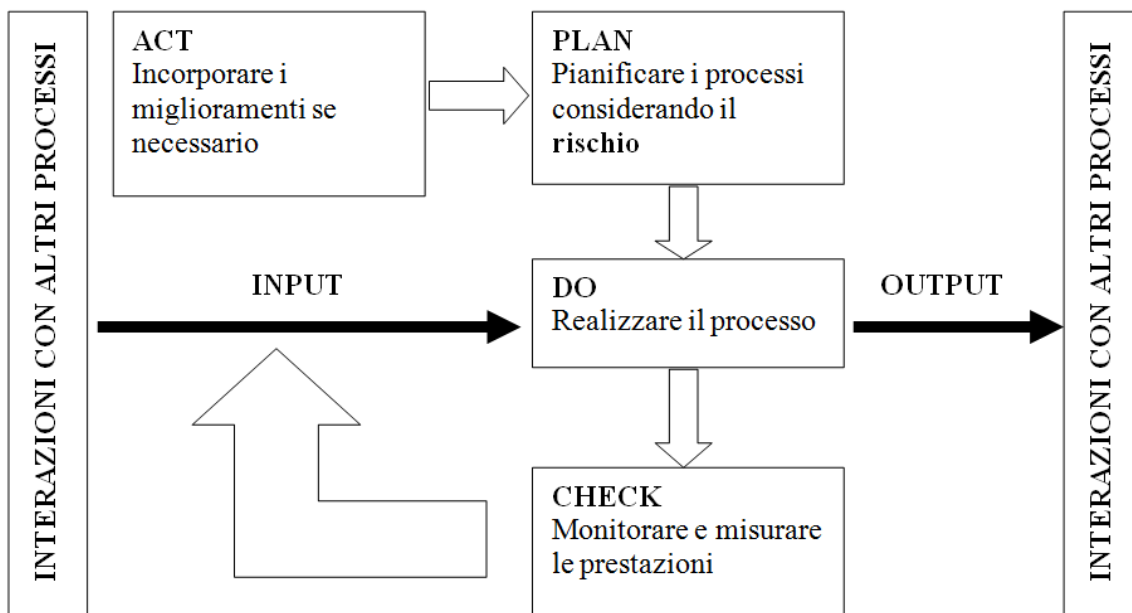 INTERAZIONI CON ALTRI PROCESSI
ACT
Incorporare i
miglioramenti se
necessario
PLAN
Pianificare i processi
considerando il
rischio
INPUT
DO
Realizzare il processo
OUTPUT
CHECK
Monitorare e misurare
le prestazioni
INTERAZIONI CON ALTRI PROCESSI